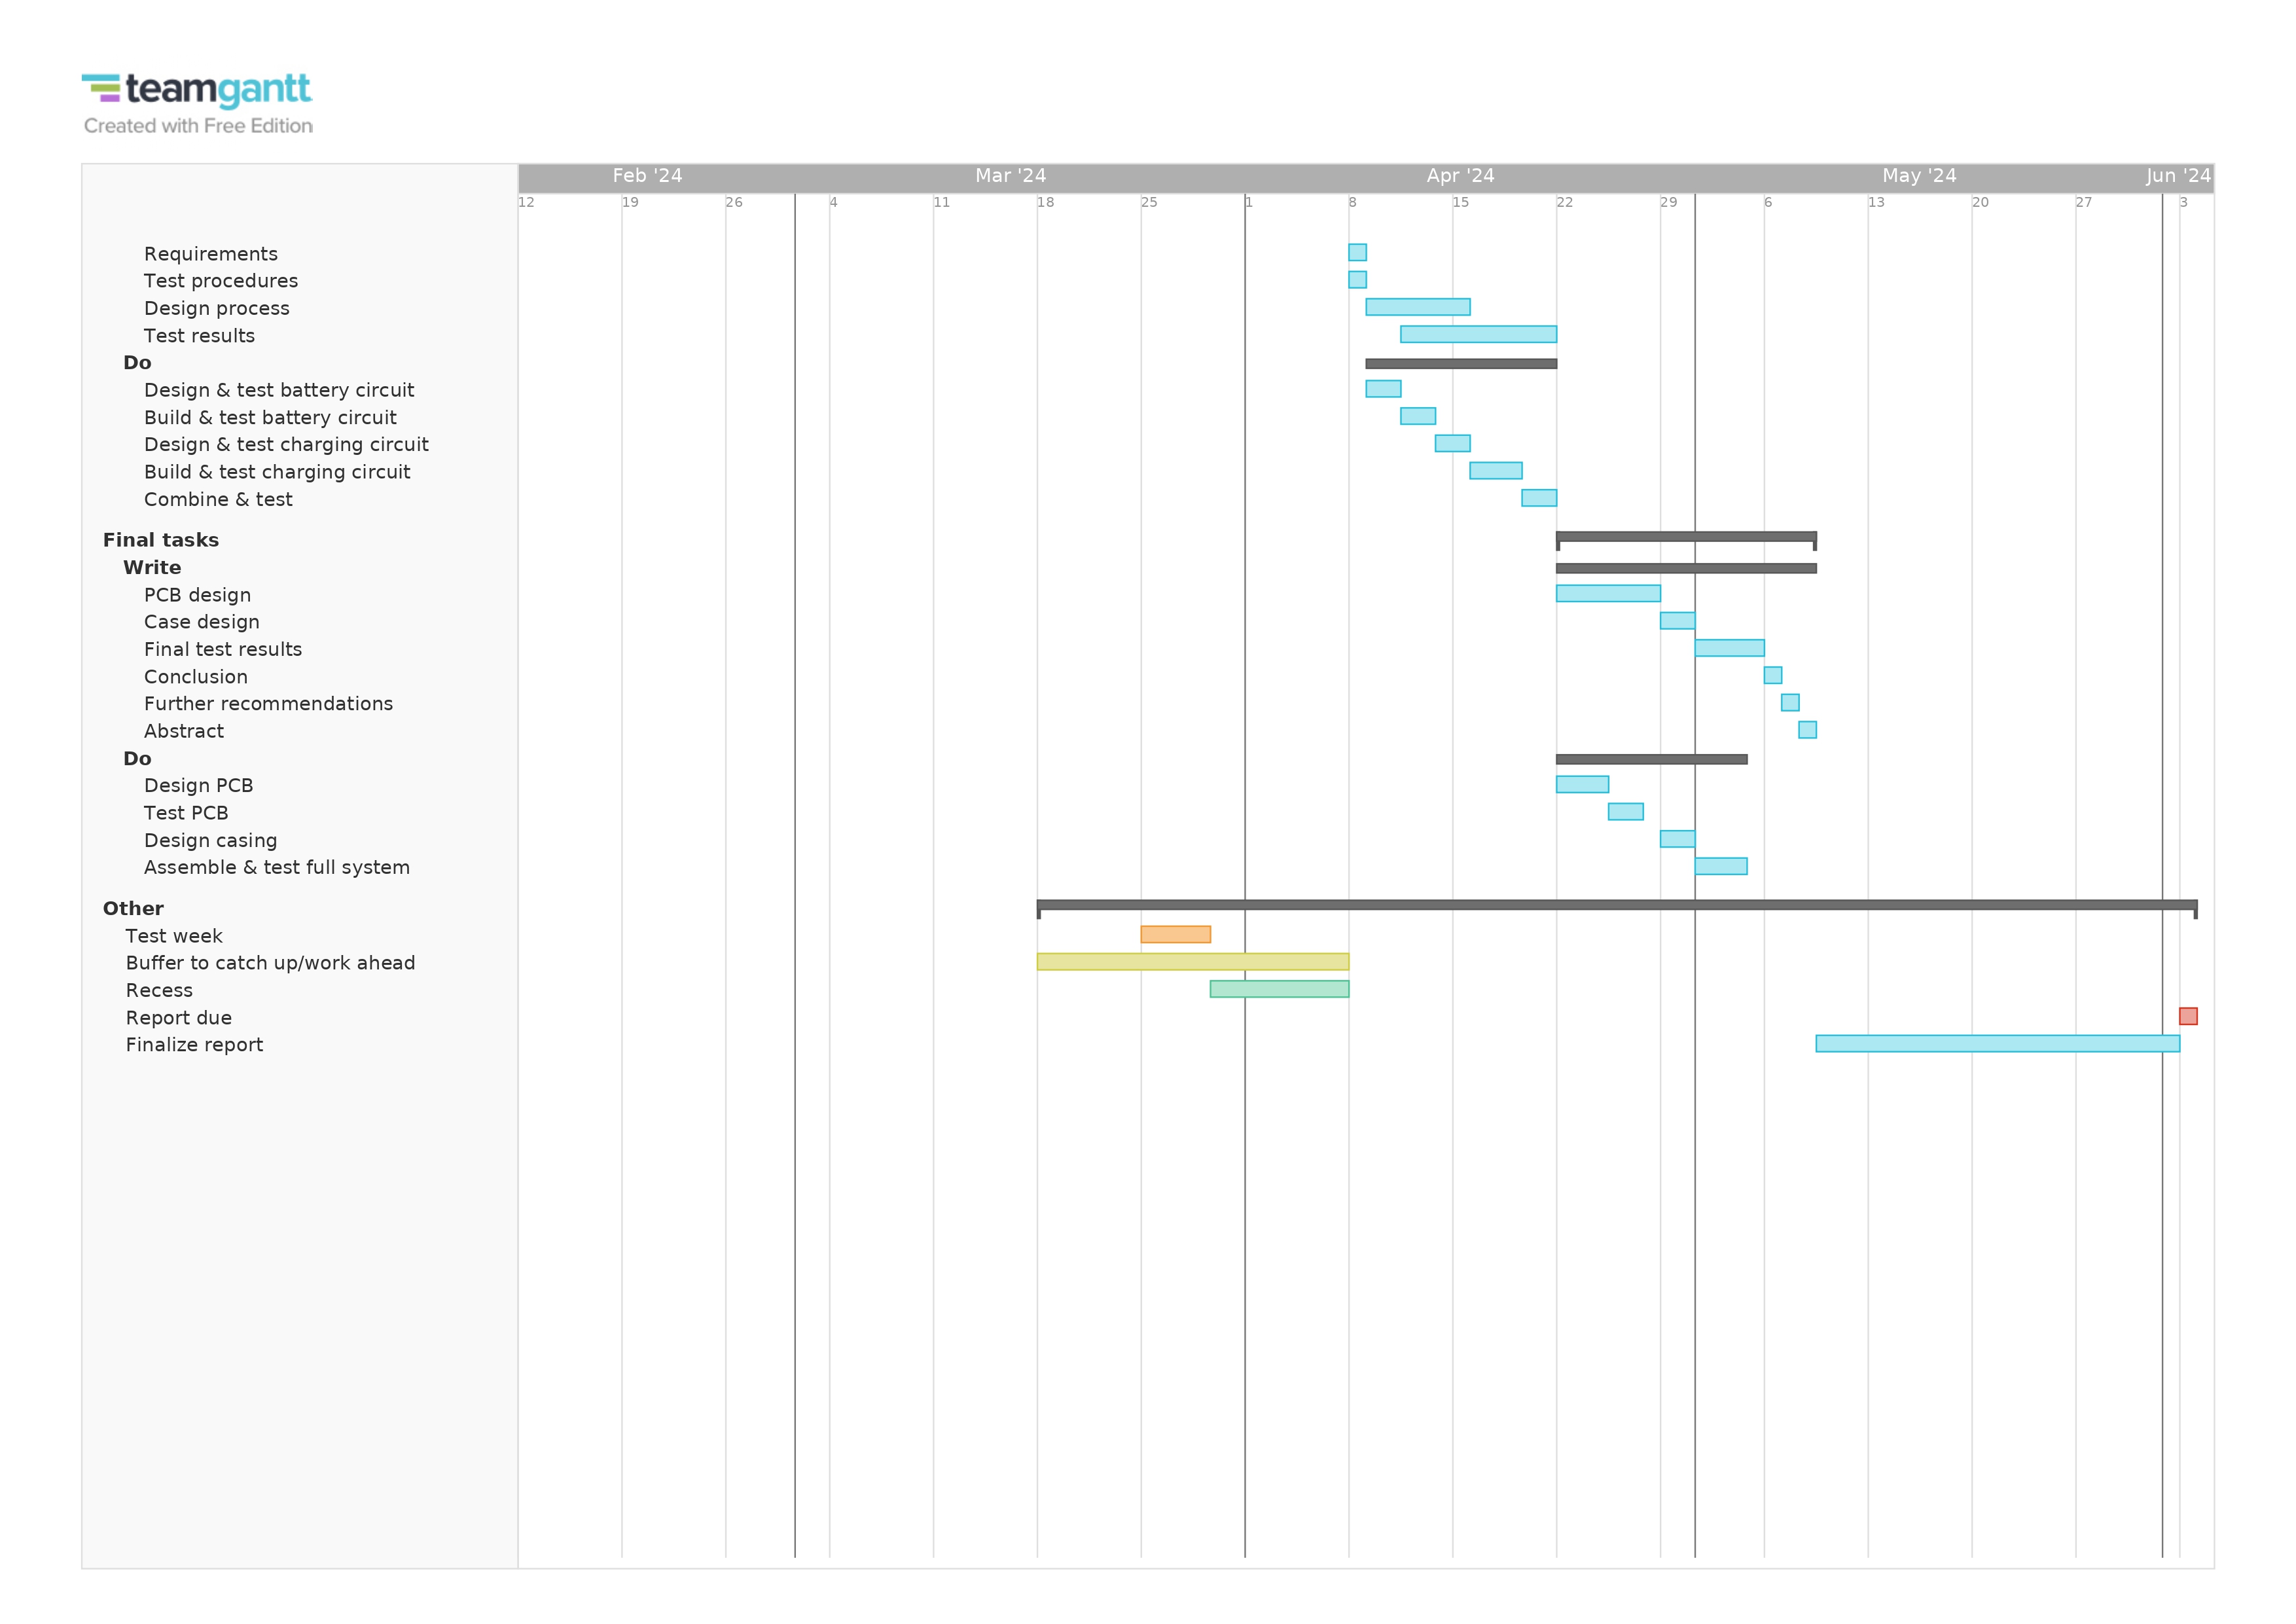 teamgantt
Created with Free Edition
Feb '24 Mar '24 Apr '24 May '24 Jun '24
12 19 26 4 11 18 25 1 8 15 22 29 6 13 20 27 3
Requirements
Test procedures
Design process
Test results
Do
Design & test battery circuit
Build & test battery circuit
Design & test charging circuit
Build & test charging circuit
Combine & test
Final tasks
Write
PCB design
Case design
Final test results
Conclusion
Further recommendations
Abstract
Do
Design PCB
Test PCB
Design casing
Assemble & test full system
Other
Test week
Buffer to catch up/work ahead
Recess
Report due
Finalize report